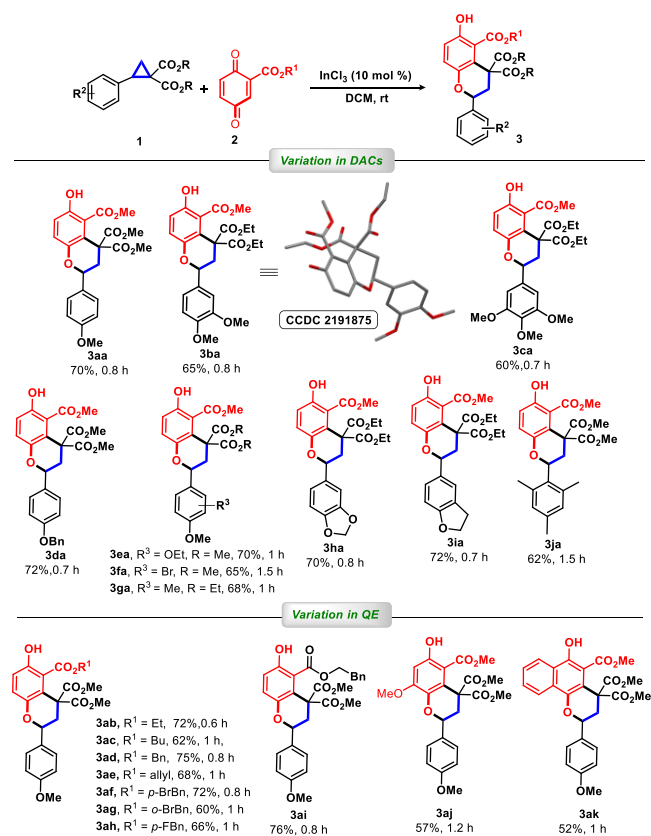 OH
CO₂R¹
CO₂R
CO₂R
R²
1
+
O
CO₂R¹
O
2
InCl₃ (10 mol %)
DCM, rt
CO₂R
CO₂R
O
R²
3
Variation in DACs
OH
CO₂Me
CO₂Me
CO₂Me
O
OMe
3aa
70%, 0.8 h
OH
CO₂Me
CO₂Et
CO₂Et
O
OMe
OMe
3ba
65%, 0.8 h
CCDC 2191875
OH
CO₂Me
CO₂Et
CO₂Et
O
MeO
OMe
OMe
3ca
60%,0.7 h
OH
CO₂Me
CO₂Me
CO₂Me
O
OBn
3da
72%,0.7 h
OH
CO₂Me
CO₂R
CO₂R
O
R³
OMe
3ea, R³ = OEt, R = Me, 70%, 1 h
3fa, R³ = Br, R = Me, 65%, 1.5 h
3ga, R³ = Me, R = Et, 68%, 1 h
OH
CO₂Me
CO₂Et
CO₂Et
O
O
O
3ha
70%, 0.8 h
OH
CO₂Me
CO₂Et
CO₂Et
O
O
3ia
72%, 0.7 h
OH
CO₂Me
CO₂Me
CO₂Me
O
3ja
62%, 1.5 h
Variation in QE
OH
CO₂R¹
CO₂Me
CO₂Me
O
OMe
3ab, R¹ = Et, 72%,0.6 h
3ac, R¹ = Bu, 62%, 1 h,
3ad, R¹ = Bn, 75%, 0.8 h
3ae, R¹ = allyl, 68%, 1 h
3af, R¹ = p-BrBn, 72%, 0.8 h
3ag, R¹ = o-BrBn, 60%, 1 h
3ah, R¹ = p-FBn, 66%, 1 h
OH
O
O
Bn
CO₂Me
CO₂Me
O
OMe
3ai
76%, 0.8 h
OH
CO₂Me
CO₂Me
CO₂Me
MeO
O
OMe
3aj
57%, 1.2 h
OH
CO₂Me
CO₂Me
CO₂Me
O
OMe
3ak
52%, 1 h